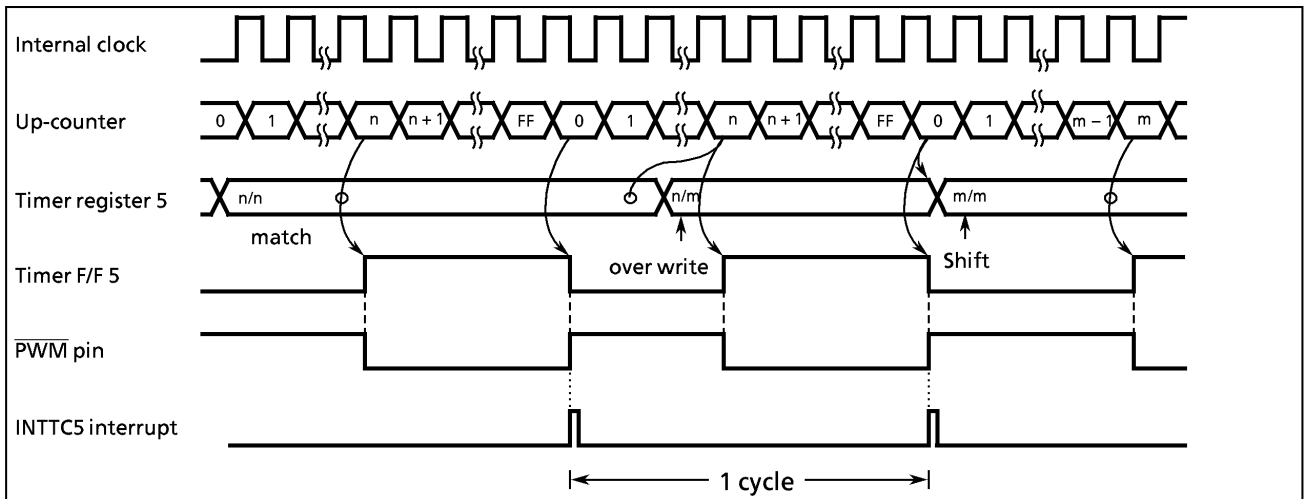 Internal clock
Up-counter 0 1 n n + 1 FF 0 1 n n + 1 FF 0 1 m – 1 m
Timer register 5 n/n n/m m/m
match
over write
Shift
Timer F/F 5
PWM pin
INTTC5 interrupt
1 cycle